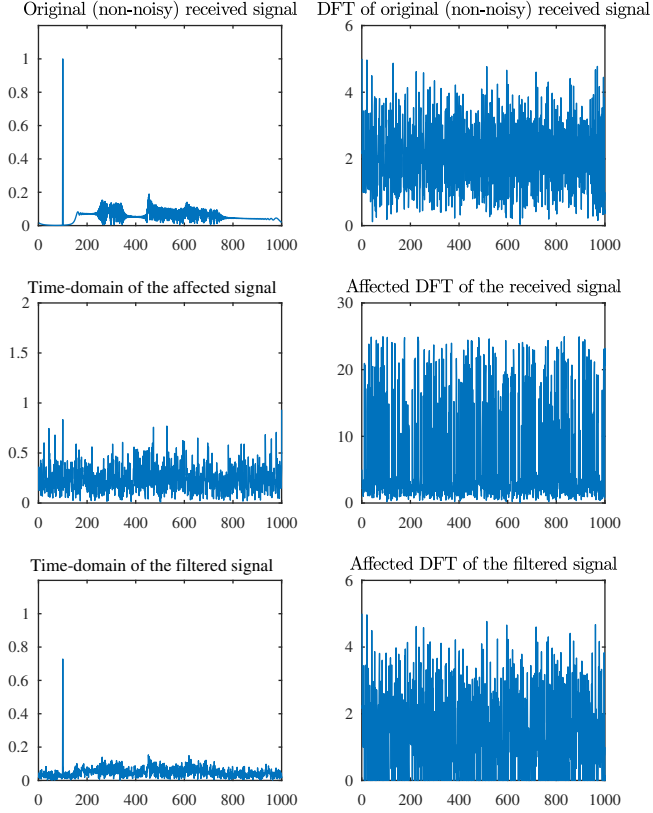 Original (non-noisy) received signal
1
0.8
0.6
0.4
0.2
0
0 200 400 600 800 1000
DFT of original (non-noisy) received signal
6
4
2
0
0 200 400 600 800 1000
Time-domain of the affected signal
2
1.5
1
0.5
0
0 200 400 600 800 1000
Affected DFT of the received signal
30
20
10
0
0 200 400 600 800 1000
Time-domain of the filtered signal
1
0.8
0.6
0.4
0.2
0
0 200 400 600 800 1000
Affected DFT of the filtered signal
6
4
2
0
0 200 400 600 800 1000